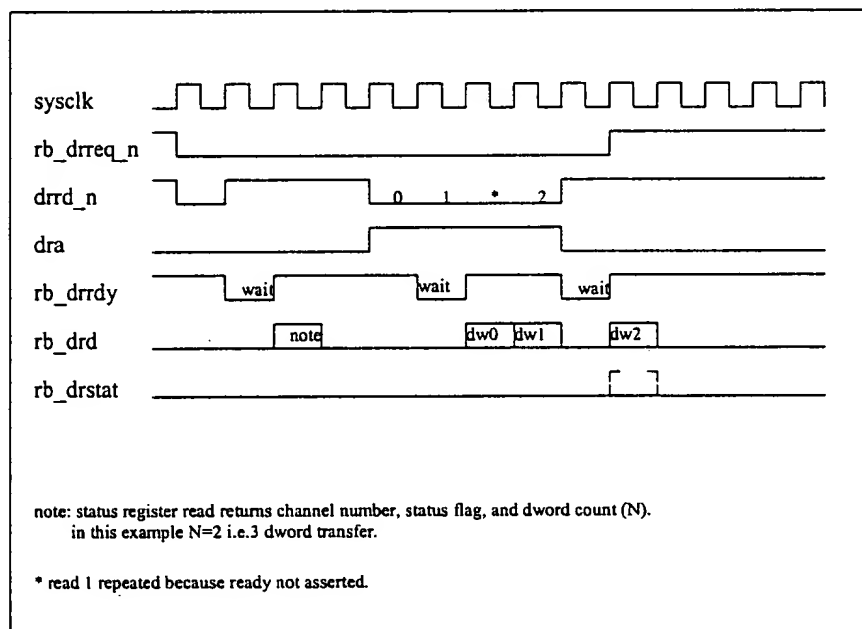 sysclk
rb_drreq_n
drrd_n 0 1 * 2
dra
rb_drrdy wait wait wait
rb_drd note dw0 dw1 dw2
rb_drstat
note: status register read returns channel number, status flag, and dword count (N).
in this example N=2 i.e.3 dword transfer.
* read 1 repeated because ready not asserted.